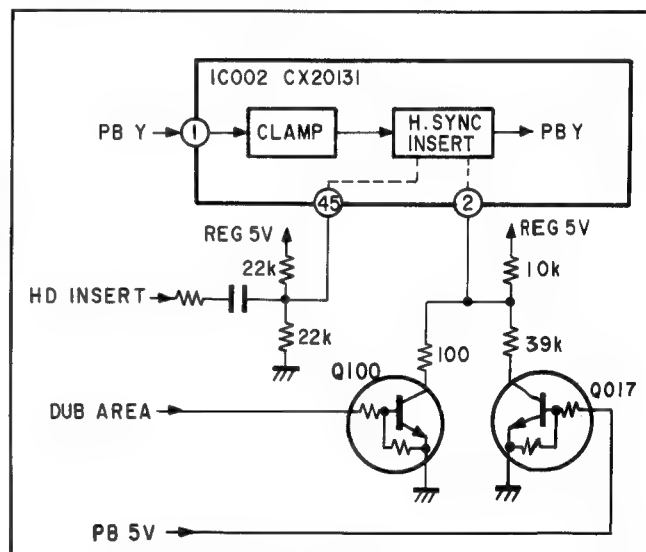 IC002 CX20131
PB Y
1
CLAMP
H. SYNC
INSERT
PBY
45
2
REG 5V
REG 5V
22k
10k
HD INSERT
22k
100
39k
Q100
Q017
DUB AREA
PB 5V